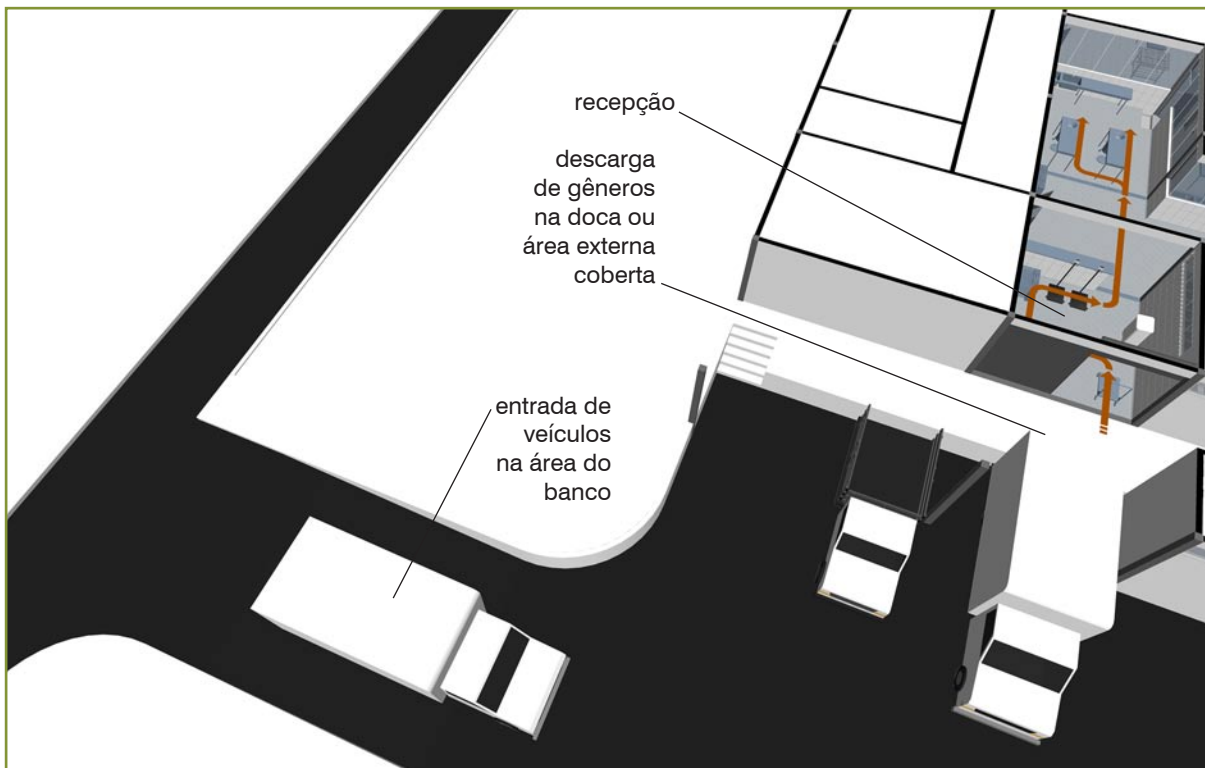 recepção
descarga
de gêneros
na doca ou
área externa
coberta
entrada de
veículos
na área do
banco